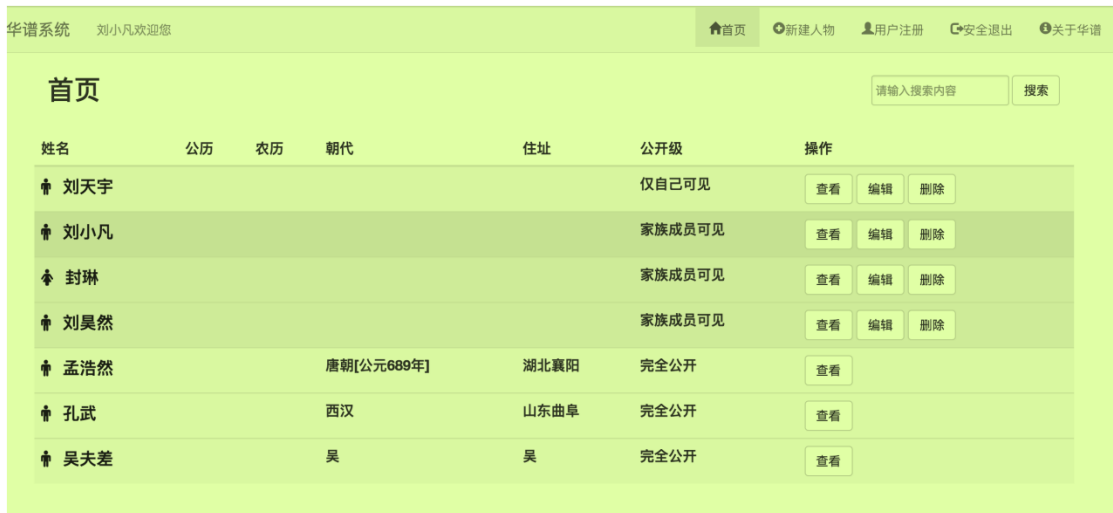 华谱系统 刘小凡欢迎您 首页 新建人物 用户注册 安全退出 关于华谱
首页 请输入搜索内容 搜索
姓名 公历 农历 朝代 住址 公开级 操作
刘天宇 仅自己可见 查看 编辑 删除
刘小凡 家族成员可见 查看 编辑 删除
封琳 家族成员可见 查看 编辑 删除
刘昊然 家族成员可见 查看 编辑 删除
孟浩然 唐朝[公元689年] 湖北襄阳 完全公开 查看
孔武 西汉 山东曲阜 完全公开 查看
吴夫差 吴 吴 完全公开 查看